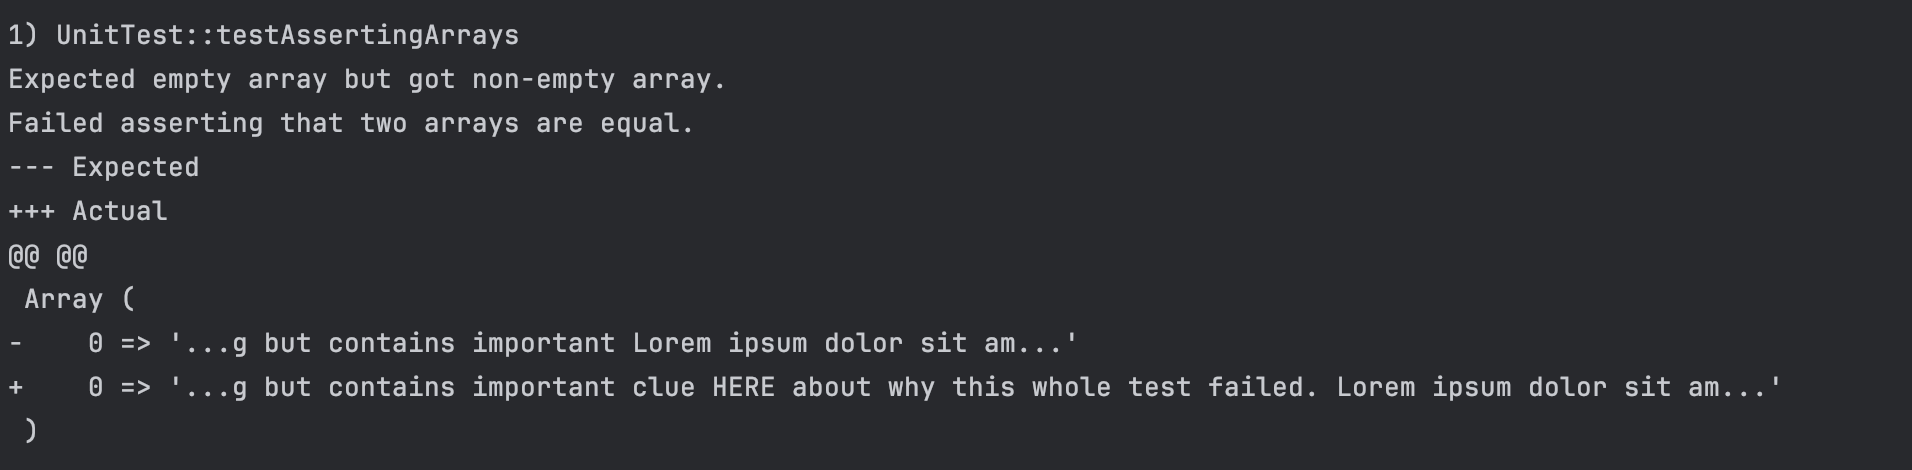 1) UnitTest::testAssertingArrays
Expected empty array but got non-empty array.
Failed asserting that two arrays are equal.
--- Expected
+++ Actual
@@ @@
 Array (
-    0 => '...g but contains important Lorem ipsum dolor sit am...'
+    0 => '...g but contains important clue HERE about why this whole test failed. Lorem ipsum dolor sit am...'
 )